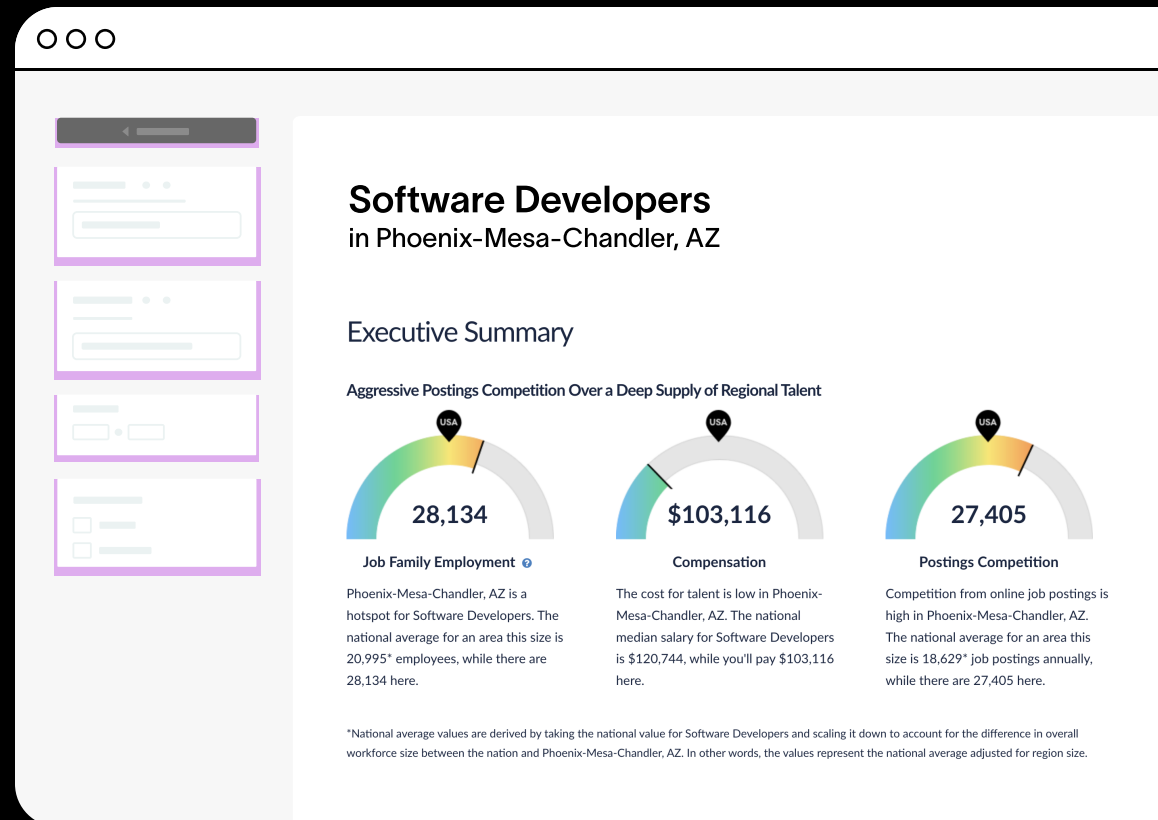 Software Developers
in Phoenix-Mesa-Chandler, AZ
Executive Summary
Aggressive Postings Competition Over a Deep Supply of Regional Talent
USA
28,134
Job Family Employment ?
Phoenix-Mesa-Chandler, AZ is a
hotspot for Software Developers. The
national average for an area this size is
20,995* employees, while there are
28,134 here.
USA
$103,116
Compensation
The cost for talent is low in Phoenix-
Mesa-Chandler, AZ. The national
median salary for Software Developers
is $120,744, while you'll pay $103,116
here.
USA
27,405
Postings Competition
Competition from online job postings is
high in Phoenix-Mesa-Chandler, AZ.
The national average for an area this
size is 18,629* job postings annually,
while there are 27,405 here.
*National average values are derived by taking the national value for Software Developers and scaling it down to account for the difference in overall
workforce size between the nation and Phoenix-Mesa-Chandler, AZ. In other words, the values represent the national average adjusted for region size.